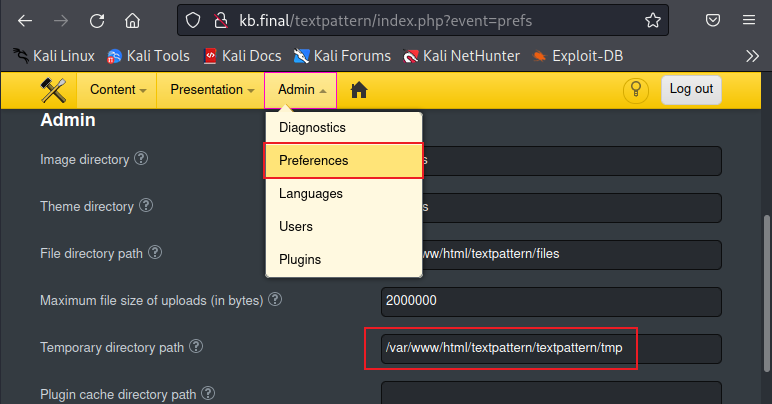 kb.final/textpattern/index.php?event=prefs
Kali Linux Kali Tools Kali Docs Kali Forums Kali NetHunter Exploit-DB
Content Presentation Admin Log out
Admin
Diagnostics
Image directory
Preferences
Languages
Theme directory
Users
File directory path /textpattern/files
Plugins
Maximum file size of uploads (in bytes) 2000000
Temporary directory path /var/www/html/textpattern/textpattern/tmp
Plugin cache directory path